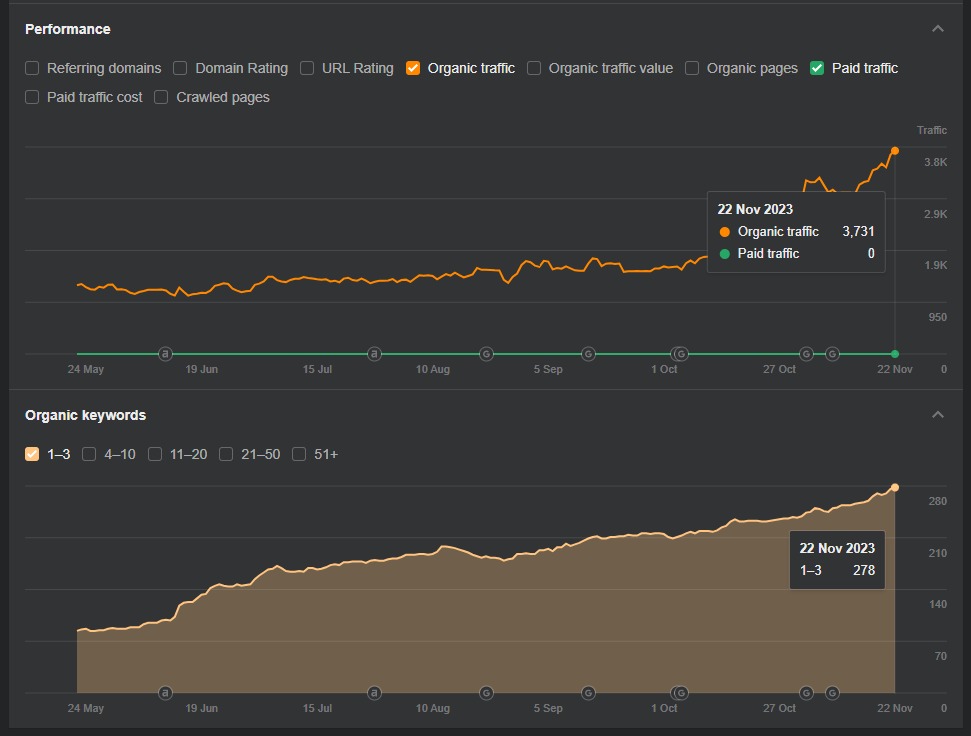 Performance
Referring domains Domain Rating URL Rating Organic traffic Organic traffic value Organic pages Paid traffic
Paid traffic cost Crawled pages
Traffic
3.8K
2.9K
22 Nov 2023
Organic traffic 3,731
Paid traffic 0
1.9K
950
a a G G G G G
24 May 19 Jun 15 Jul 10 Aug 5 Sep 1 Oct 27 Oct 22 Nov 0
Organic keywords
1–3 4–10 11–20 21–50 51+
280
22 Nov 2023
1–3 278
210
140
70
a a G G G G G
24 May 19 Jun 15 Jul 10 Aug 5 Sep 1 Oct 27 Oct 22 Nov 0